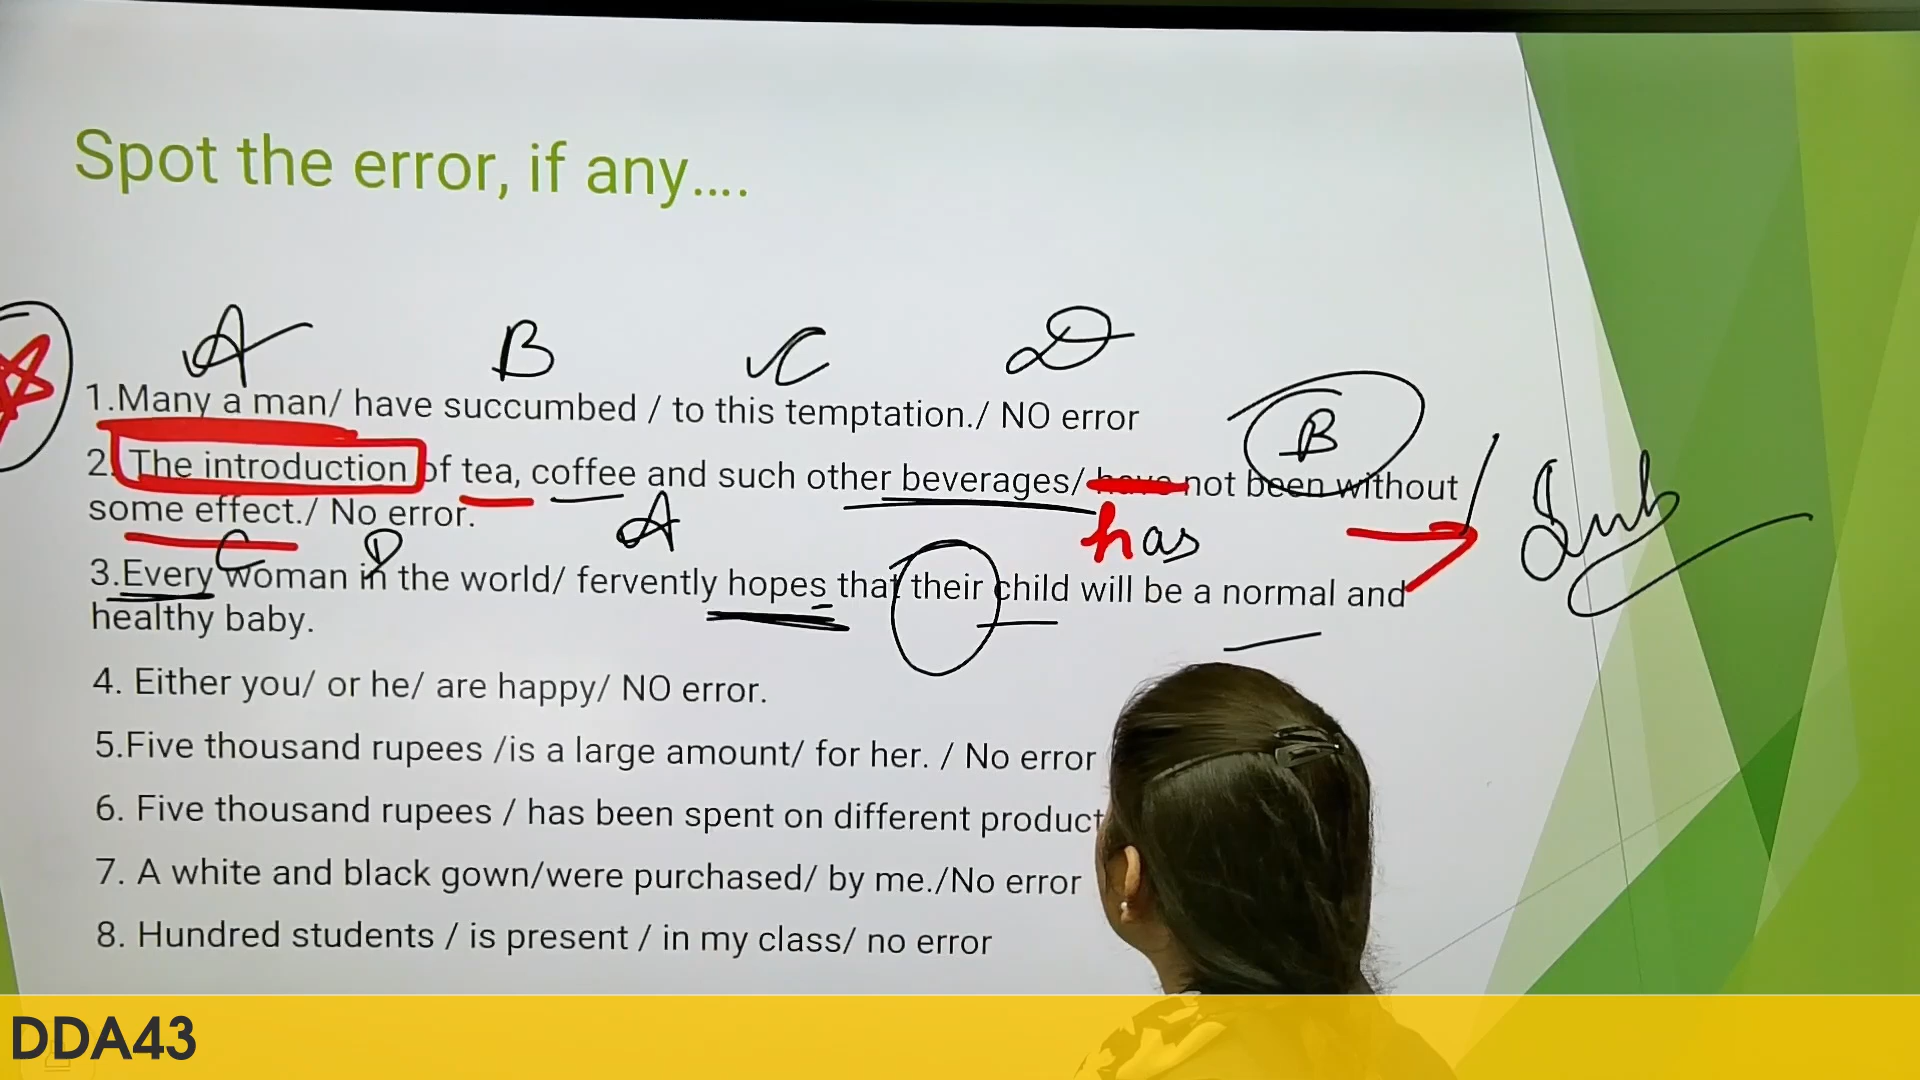 Spot the error, if any....
A B C D
1.Many a man/ have succumbed / to this temptation./ NO error
B
2. The introduction of tea, coffee and such other beverages/ have not been without
some effect./ No error.
A
has
Sub
C D
3.Every woman in the world/ fervently hopes that their child will be a normal and
healthy baby.
4. Either you/ or he/ are happy/ NO error.
5.Five thousand rupees /is a large amount/ for her. / No error
6. Five thousand rupees / has been spent on different product
7. A white and black gown/were purchased/ by me./No error
8. Hundred students / is present / in my class/ no error
DDA43